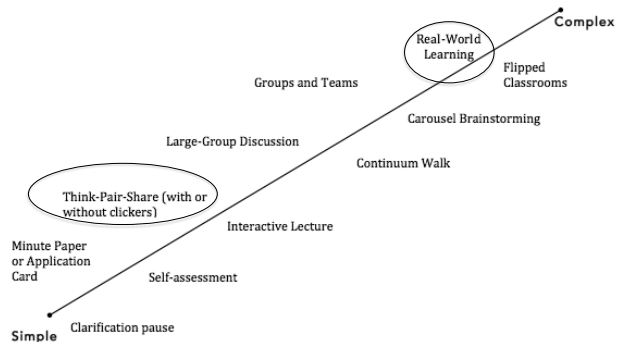 Complex
Real-World
Learning
Flipped
Classrooms
Groups and Teams
Carousel Brainstorming
Large-Group Discussion
Continuum Walk
Think-Pair-Share (with or
without clickers)
Interactive Lecture
Minute Paper
or Application
Card
Self-assessment
Clarification pause
Simple